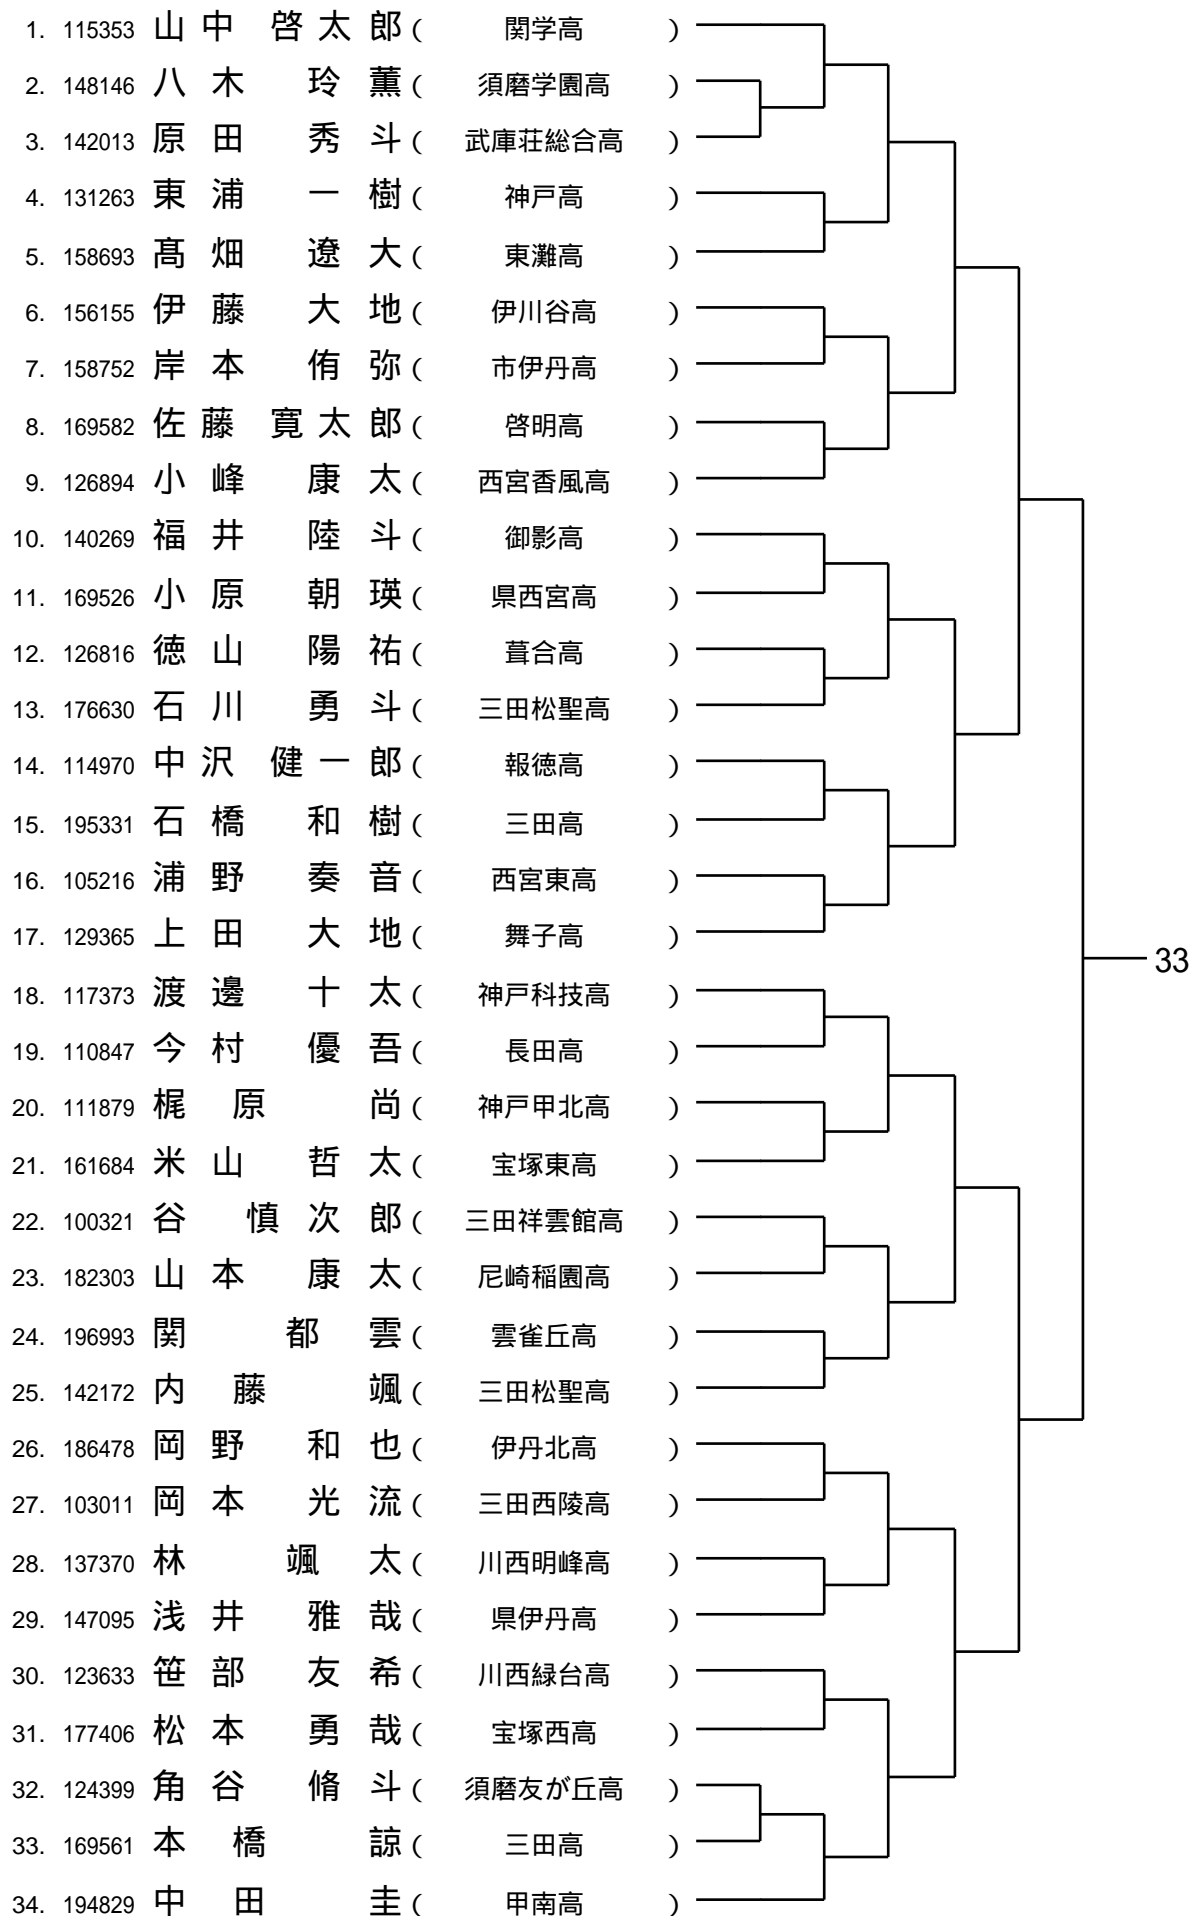 1. 115353 山中 啓太郎 ( 関学高 )
2. 148146 八木 玲薫 ( 須磨学園高 )
3. 142013 原田 秀斗 ( 武庫荘総合高 )
4. 131263 東浦 一樹 ( 神戸高 )
5. 158693 髙畑 遼大 ( 東灘高 )
6. 156155 伊藤 大地 ( 伊川谷高 )
7. 158752 岸本 侑弥 ( 市伊丹高 )
8. 169582 佐藤 寛太郎 ( 啓明高 )
9. 126894 小峰 康太 ( 西宮香風高 )
10. 140269 福井 陸斗 ( 御影高 )
11. 169526 小原 朝瑛 ( 県西宮高 )
12. 126816 徳山 陽祐 ( 葺合高 )
13. 176630 石川 勇斗 ( 三田松聖高 )
14. 114970 中沢 健一郎 ( 報徳高 )
15. 195331 石橋 和樹 ( 三田高 )
16. 105216 浦野 奏音 ( 西宮東高 )
17. 129365 上田 大地 ( 舞子高 )
33
18. 117373 渡邊 十太 ( 神戸科技高 )
19. 110847 今村 優吾 ( 長田高 )
20. 111879 梶原 尚 ( 神戸甲北高 )
21. 161684 米山 哲太 ( 宝塚東高 )
22. 100321 谷 慎次郎 ( 三田祥雲館高 )
23. 182303 山本 康太 ( 尼崎稲園高 )
24. 196993 関 都雲 ( 雲雀丘高 )
25. 142172 内藤 颯 ( 三田松聖高 )
26. 186478 岡野 和也 ( 伊丹北高 )
27. 103011 岡本 光流 ( 三田西陵高 )
28. 137370 林 颯太 ( 川西明峰高 )
29. 147095 浅井 雅哉 ( 県伊丹高 )
30. 123633 笹部 友希 ( 川西緑台高 )
31. 177406 松本 勇哉 ( 宝塚西高 )
32. 124399 角谷 脩斗 ( 須磨友が丘高 )
33. 169561 本橋 諒 ( 三田高 )
34. 194829 中田 圭 ( 甲南高 )